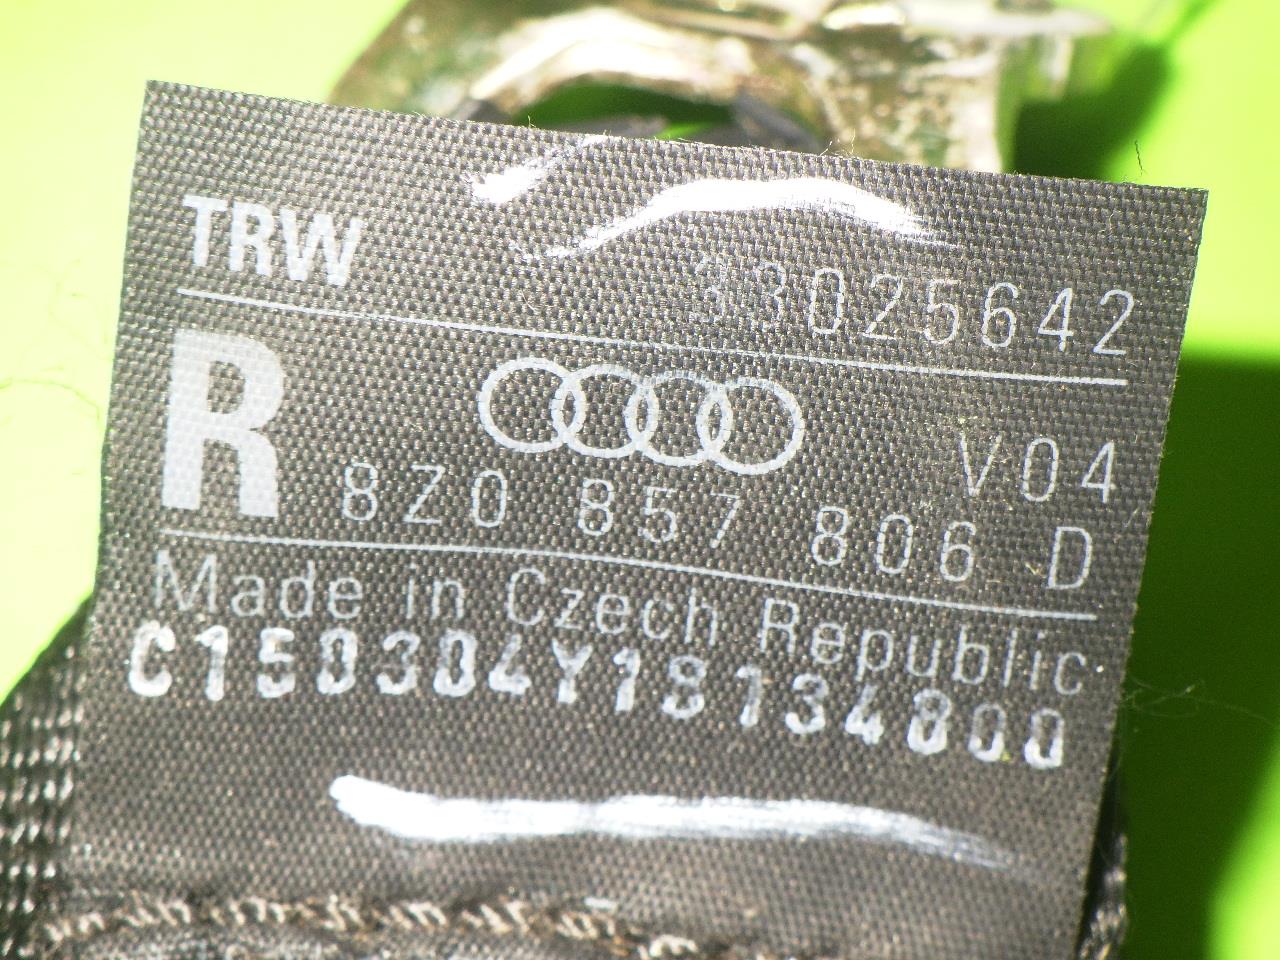 TRW
33025642
R
V04
8Z0 857 806 D
Made in Czech Republic
C150304Y18134800